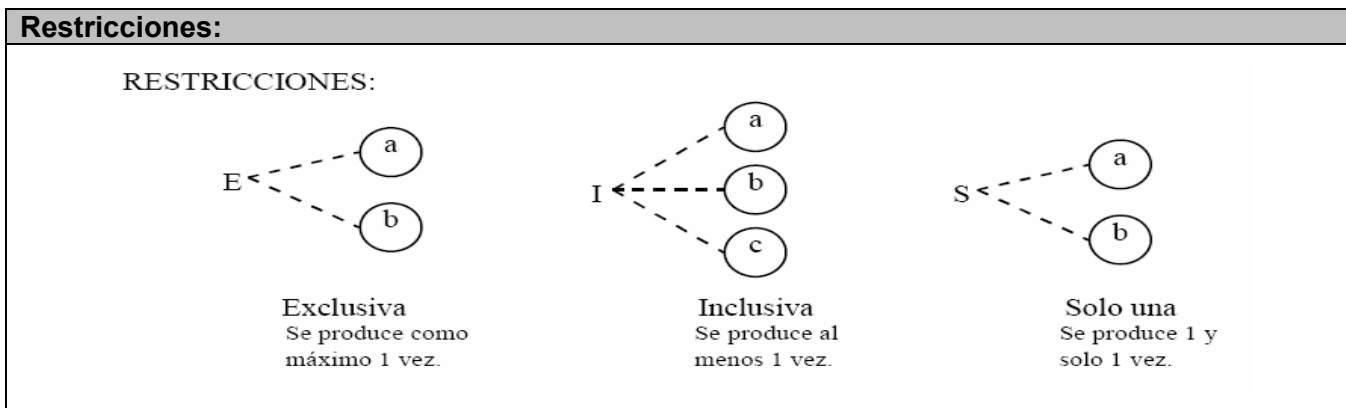 Restricciones:
RESTRICCIONES:
E
a
b
I
a
b
c
S
a
b
Exclusiva
Se produce como
máximo 1 vez.
Inclusiva
Se produce al
menos 1 vez.
Solo una
Se produce 1 y
solo 1 vez.